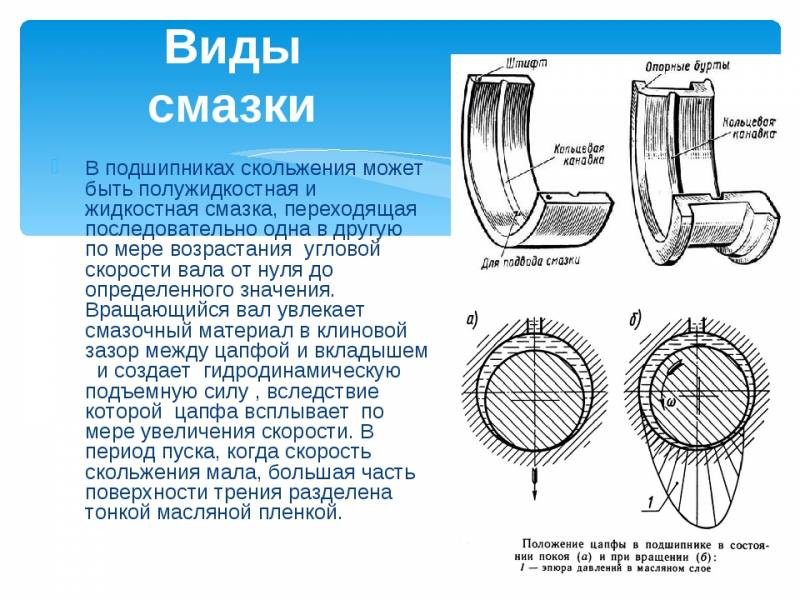 Виды
смазки
В подшипниках скольжения может
быть полужидкостная и
жидкостная смазка, переходящая
последовательно одна в другую
по мере возрастания угловой
скорости вала от нуля до
определенного значения.
Вращающийся вал увлекает
смазочный материал в клиновой
зазор между цапфой и вкладышем
и создает гидродинамическую
подъемную силу , вследствие
которой цапфа всплывает по
мере увеличения скорости. В
период пуска, когда скорость
скольжения мала, большая часть
поверхности трения разделена
тонкой масляной пленкой.
Штифт
Опорные бурты
Кольцевая
канавка
Кольцевая
канавка
Для подвода смазки
а)
б)
ω
1
Положение цапфы в подшипнике в состоя-
нии покоя (а) и при вращении (б):
1 — эпюра давлений в масляном слое